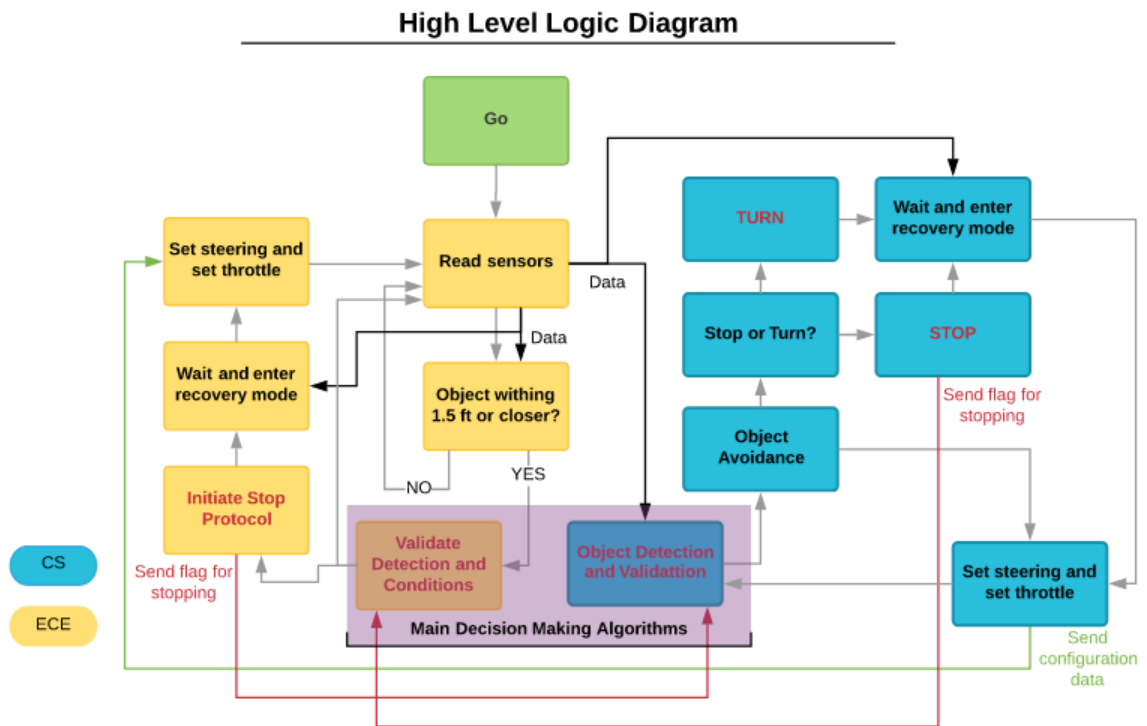 High Level Logic Diagram
Go
TURN
Wait and enter
recovery mode
Set steering and
set throttle
Read sensors
Data
Stop or Turn?
STOP
Data
Wait and enter
recovery mode
Object withing
1.5 ft or closer?
Send flag for
stopping
Object
Avoidance
NO
YES
Initiate Stop
Protocol
Validate
Detection and
Conditions
Object Detection
and Validattion
CS
Send flag for
stopping
Set steering and
set throttle
ECE
Main Decision Making Algorithms
Send
configuration
data